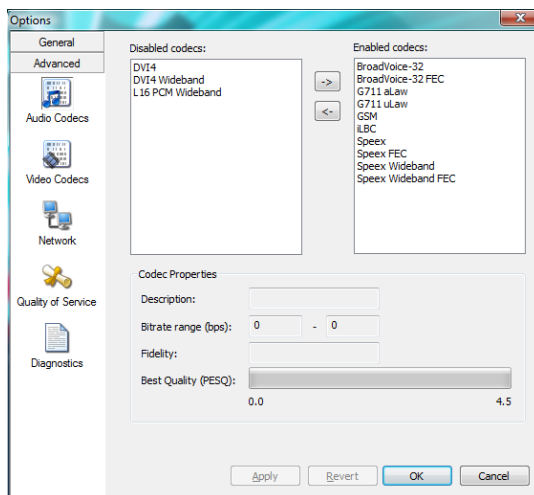 Options
General
Advanced
Audio Codecs
Video Codecs
Network
Quality of Service
Diagnostics
Disabled codecs:
DVI4
DVI4 Wideband
L16 PCM Wideband
->
<-
Enabled codecs:
BroadVoice-32
BroadVoice-32 FEC
G711 aLaw
G711 uLaw
GSM
iLBC
Speex
Speex FEC
Speex Wideband
Speex Wideband FEC
Codec Properties
Description:
Bitrate range (bps): 0 - 0
Fidelity:
Best Quality (PESQ):
0.0 4.5
Apply Revert OK Cancel